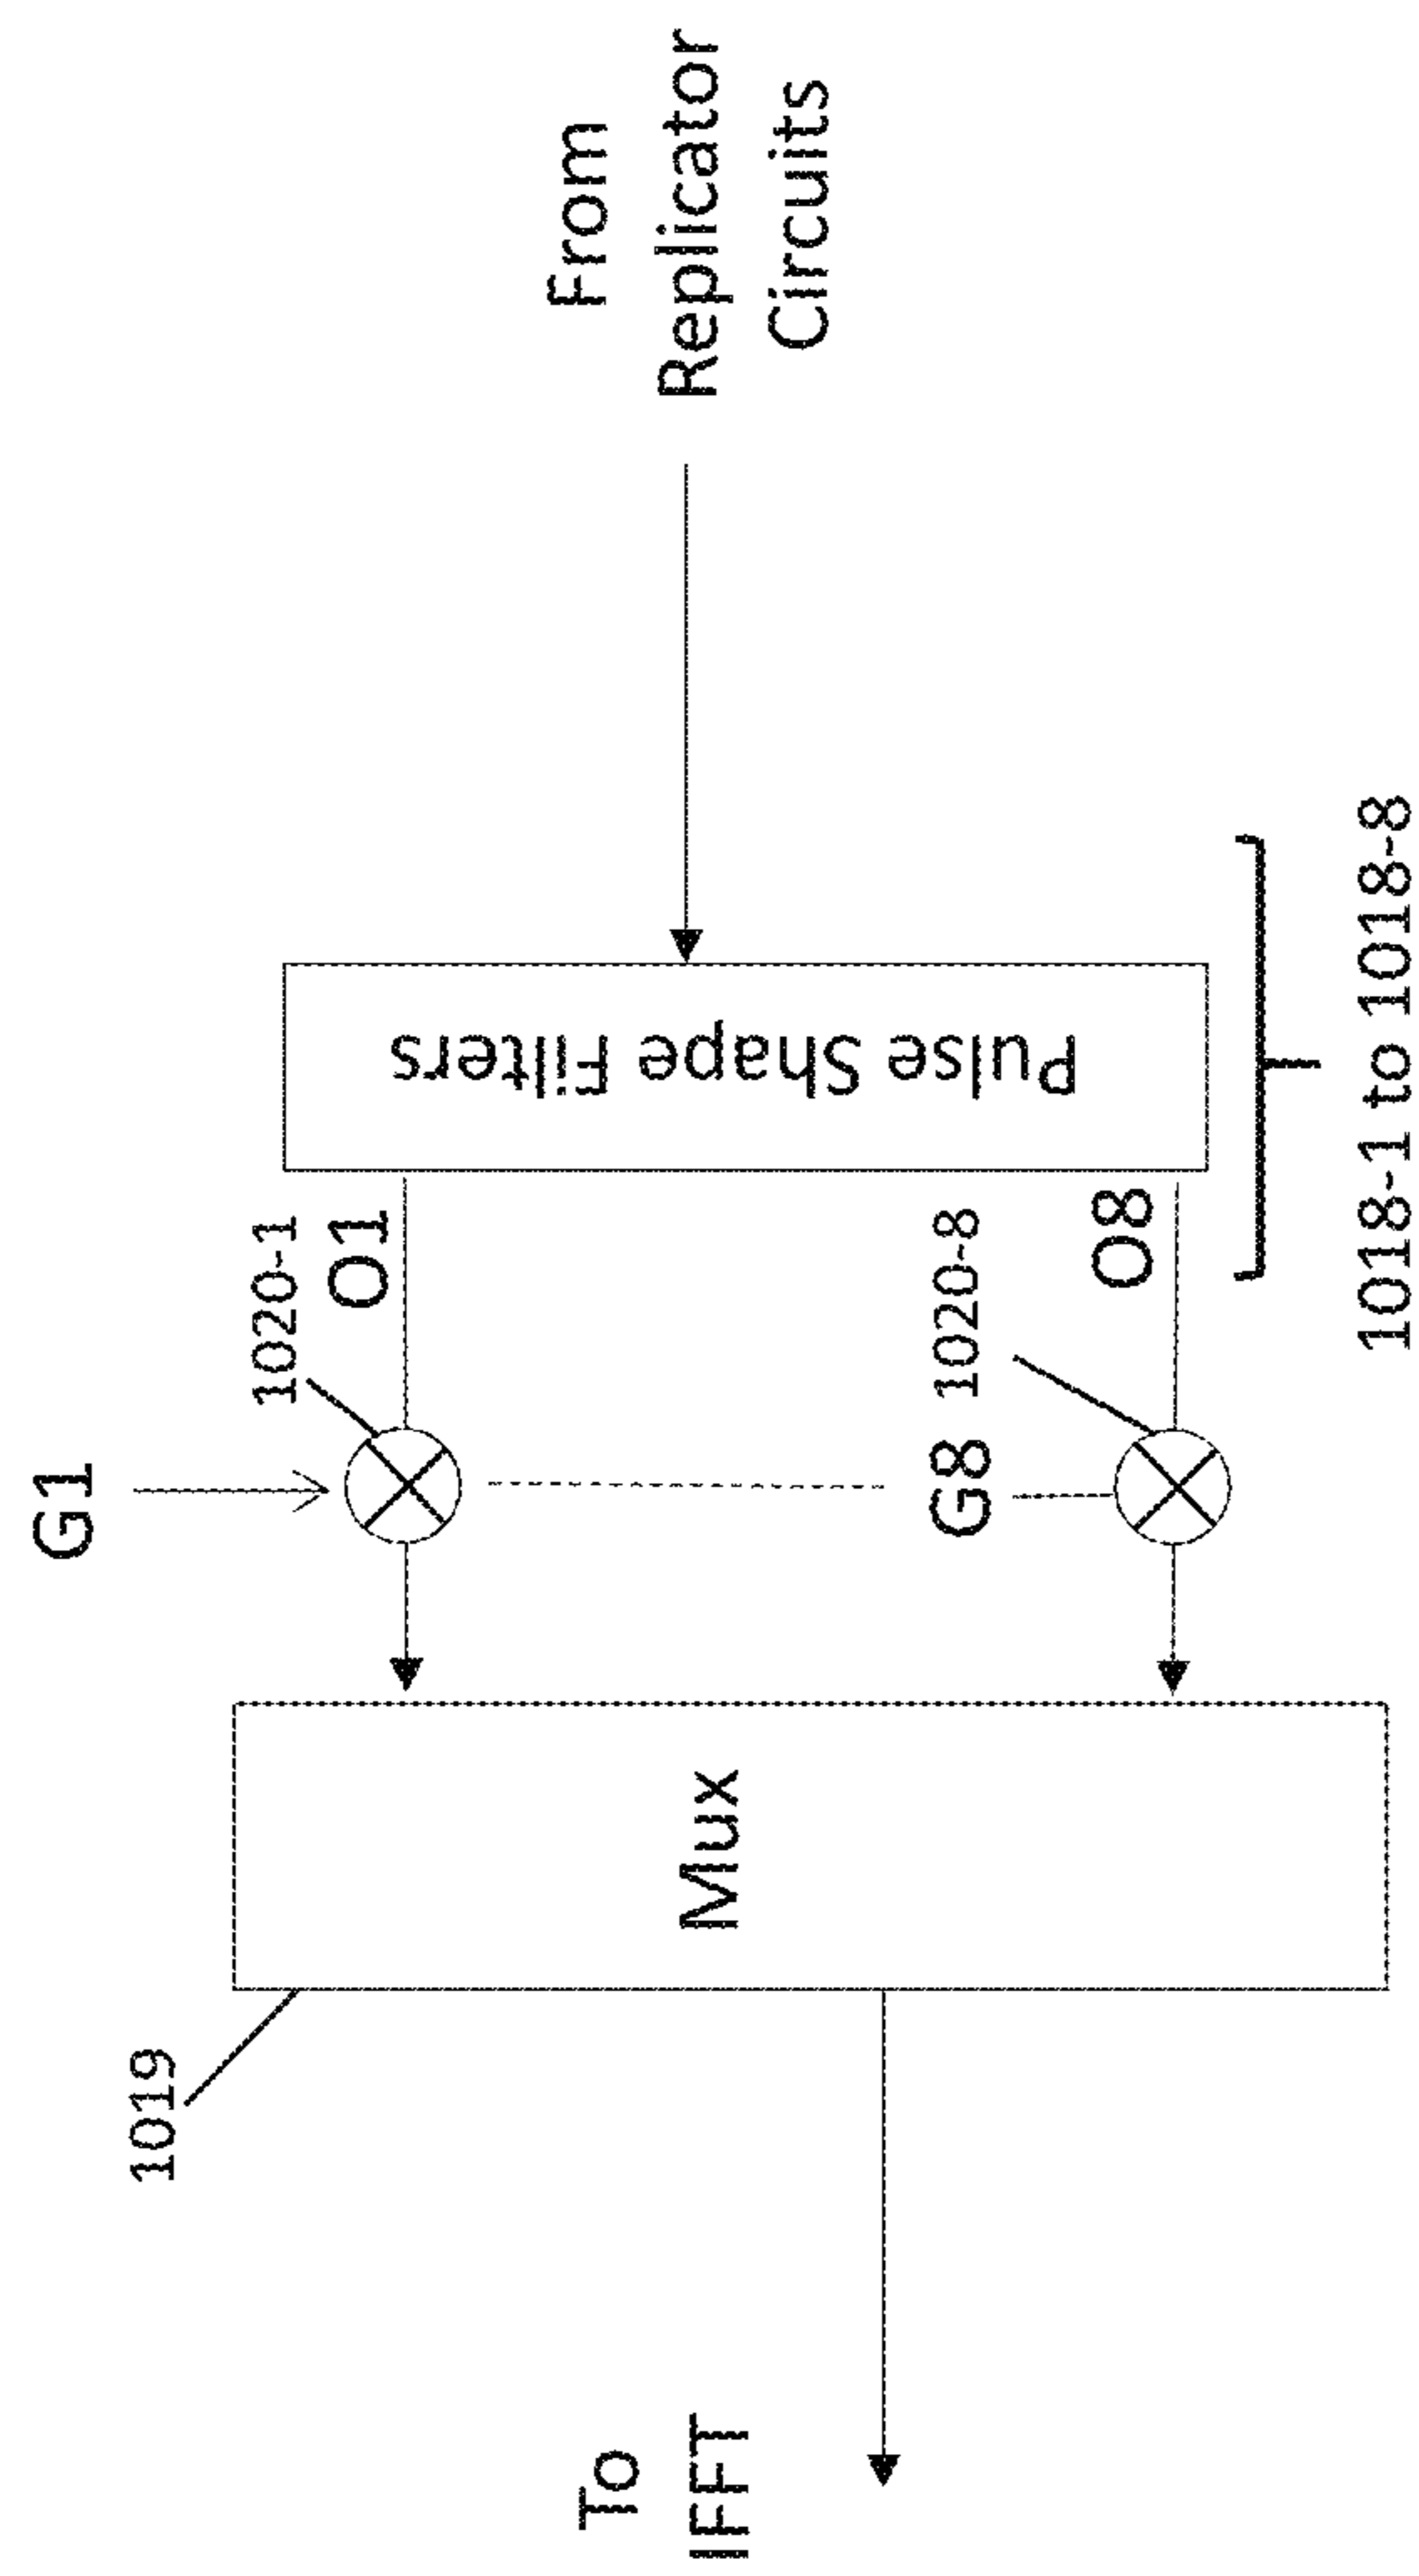 From
Replicator
Circuits
Pulse Shape Filters
1018-1 to 1018-8
1020-1
O1
1020-8
O8
G1
G8
Mux
1019
To
IFFT